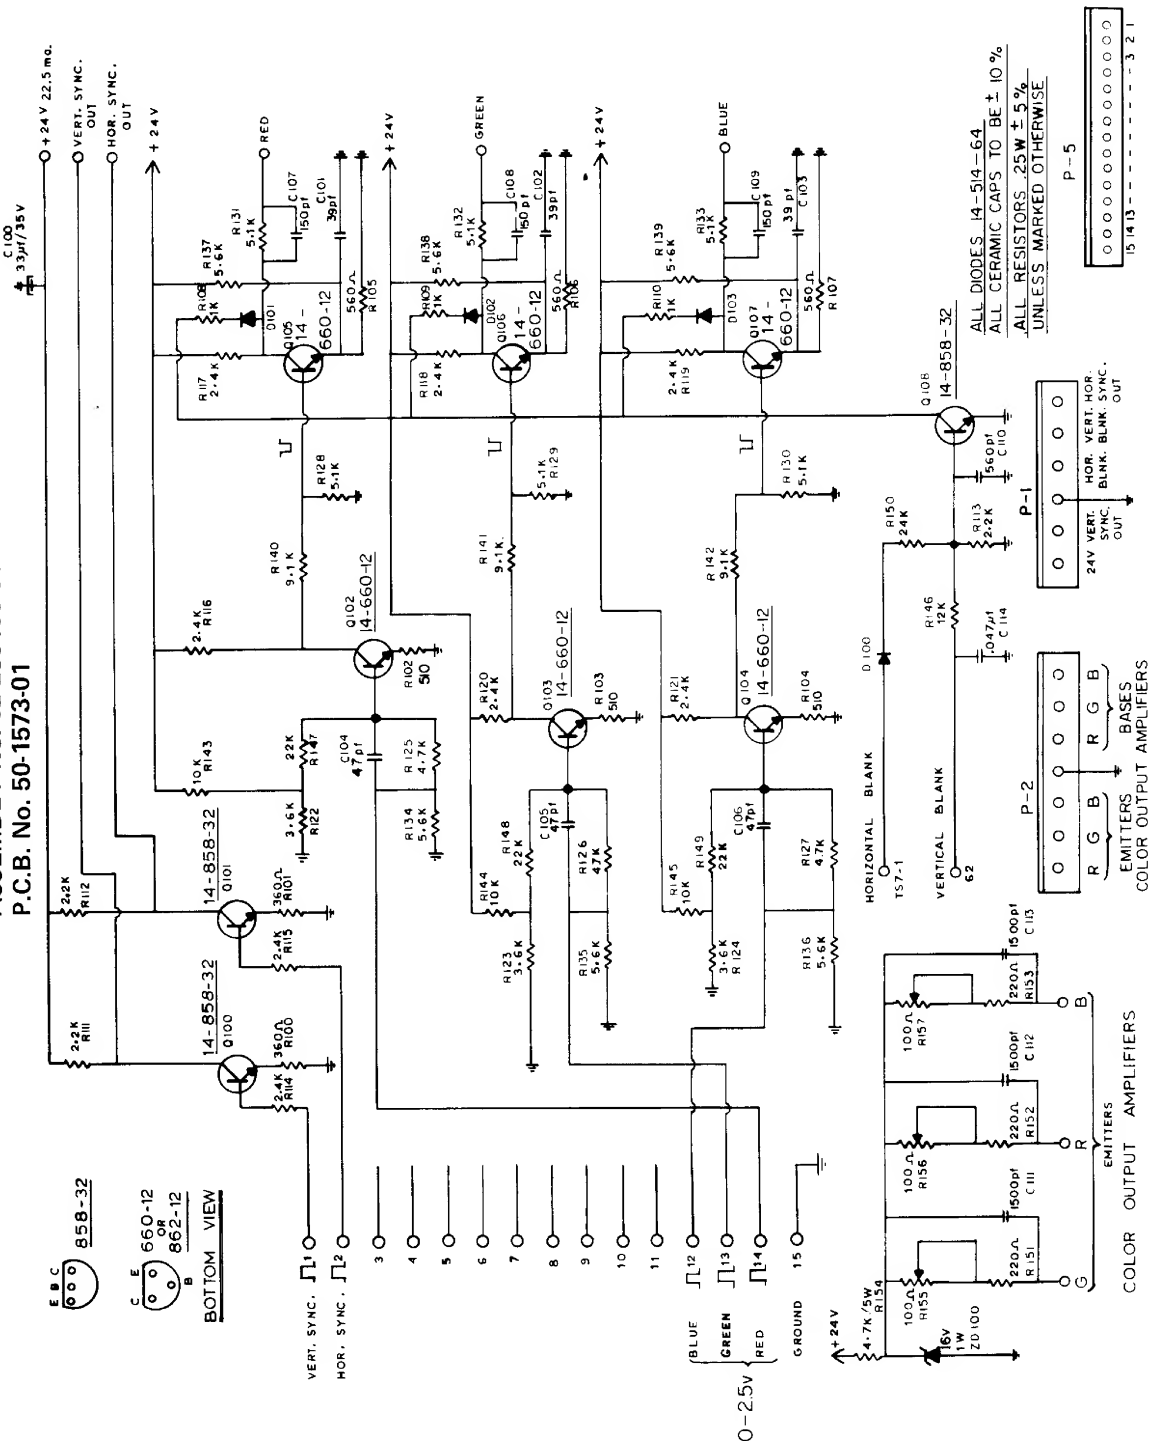 P.C.B. No. 50-1573-01
C100
33µf/35V
+24V 22.5 ma.
VERT. SYNC.
OUT
HOR. SYNC.
OUT
+24V
2.2K
R111
2.2K
R112
14-858-32
Q100
14-858-32
Q101
360Ω
R100
2.4K
R114
360Ω
R101
2.4K
R115
E B C
858-32
C E
B
660-12
OR
862-12
BOTTOM VIEW
10K
R143
2.4K
R116
22K
R147
3.6K
R122
C104
47pf
R125
4.7K
R134
5.6K
Q102
14-660-12
R102
510
R140
9.1K
R128
5.1K
R117
2.4K
R108
1K
D101
Q105
14-
660-12
R137
5.6K
R131
5.1K
C107
150pf
C101
39pf
560Ω
R105
RED
+24V
R144
10K
R148
22K
R123
3.6K
C105
47pf
R126
47K
R135
5.6K
R120
2.4K
Q103
14-660-12
R103
510
R141
9.1K
5.1K
R129
R118
2.4K
R109
1K
D102
Q106
14-
660-12
R138
5.6K
R132
5.1K
C108
150pf
C102
39pf
560Ω
R106
GREEN
+24V
R145
10K
R149
22K
3.6K
R124
C106
47pf
R127
4.7K
R136
5.6K
R121
2.4K
Q104
14-660-12
R104
510
R142
9.1K
R130
5.1K
2.4K
R119
R110
1K
D103
Q107
14-
660-12
R139
5.6K
R133
5.1K
C109
150pf
39pf
C103
560Ω
R107
BLUE
VERT. SYNC. 1
HOR. SYNC. 2
3
4
5
6
7
8
9
10
11
BLUE 12
GREEN 13
RED 14
0-2.5v
GROUND 15
HORIZONTAL BLANK
TS7-1
D100
VERTICAL BLANK
62
R150
24K
R146
12K
.047µf
C114
R113
2.2K
560pf
C110
Q108
14-858-32
ALL DIODES 14-514-64
ALL CERAMIC CAPS TO BE ± 10%
ALL RESISTORS .25W ± 5%
UNLESS MARKED OTHERWISE
+24V
4.7K/5W
R154
16V
1W
ZD100
100Ω
R155
220Ω
R151
1500pf
C111
G
100Ω
R156
220Ω
R152
1500pf
C112
R
100Ω
R157
220Ω
R153
1500pf
C113
B
EMITTERS
COLOR OUTPUT AMPLIFIERS
P-2
R G B
EMITTERS
R G B
BASES
COLOR OUTPUT AMPLIFIERS
P-1
24V VERT. HOR. VERT. HOR.
SYNC. BLNK. BLNK. SYNC.
OUT OUT
P-5
15 14 13 - - - - - - - - - 3 2 1